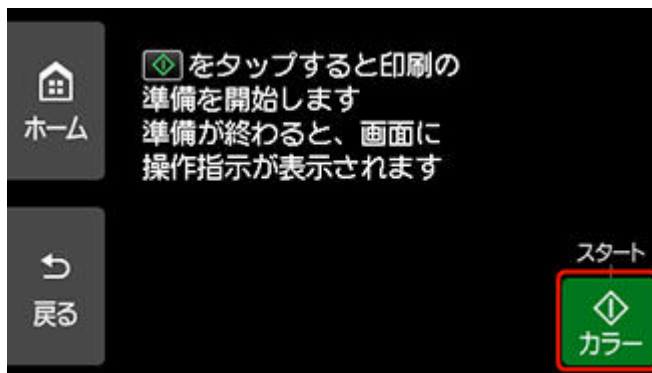 ホーム
をタップすると印刷の
準備を開始します
準備が終わると、画面に
操作指示が表示されます
戻る
スタート
カラー